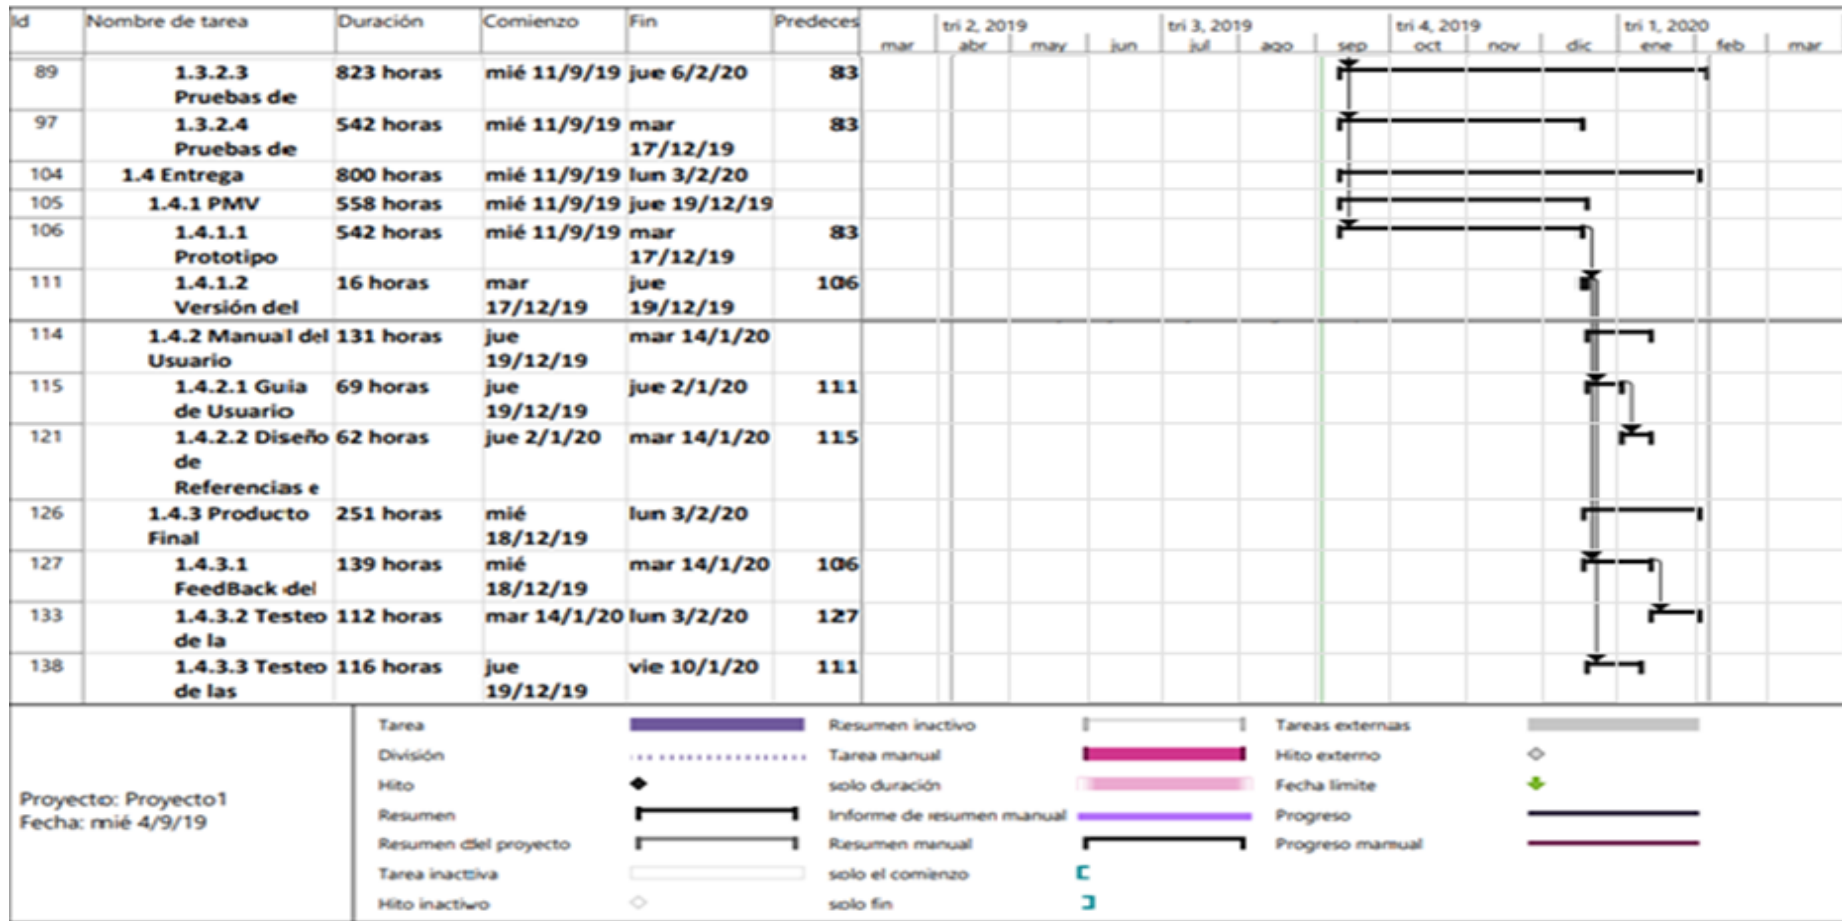 Id Nombre de tarea Duración Comienzo Fin Predeces
tri 2, 2019 tri 3, 2019 tri 4, 2019 tri 1, 2020
mar abr may jun jul ago sep oct nov dic ene feb mar
89 1.3.2.3 823 horas mié 11/9/19 jue 6/2/20 83
Pruebas de
97 1.3.2.4 542 horas mié 11/9/19 mar 83
Pruebas de 17/12/19
104 1.4 Entrega 800 horas mié 11/9/19 lun 3/2/20
105 1.4.1 PMV 558 horas mié 11/9/19 jue 19/12/19
106 1.4.1.1 542 horas mié 11/9/19 mar 83
Prototipo 17/12/19
111 1.4.1.2 16 horas mar jue 106
Versión del 17/12/19 19/12/19
114 1.4.2 Manual del 131 horas jue mar 14/1/20
Usuario 19/12/19
115 1.4.2.1 Guia 69 horas jue jue 2/1/20 111
de Usuario 19/12/19
121 1.4.2.2 Diseño 62 horas jue 2/1/20 mar 14/1/20 115
de
Referencias e
126 1.4.3 Producto 251 horas mié lun 3/2/20
Final 18/12/19
127 1.4.3.1 139 horas mié mar 14/1/20 106
FeedBack del 18/12/19
133 1.4.3.2 Testeo 112 horas mar 14/1/20 lun 3/2/20 127
de la
138 1.4.3.3 Testeo 116 horas jue vie 10/1/20 111
de las 19/12/19
Proyecto: Proyecto1
Fecha: mié 4/9/19
Tarea Resumen inactivo Tareas externas
División Tarea manual Hito externo
Hito solo duración Fecha límite
Resumen Informe de resumen manual Progreso
Resumen del proyecto Resumen manual Progreso manual
Tarea inactiva solo el comienzo
Hito inactivo solo fin